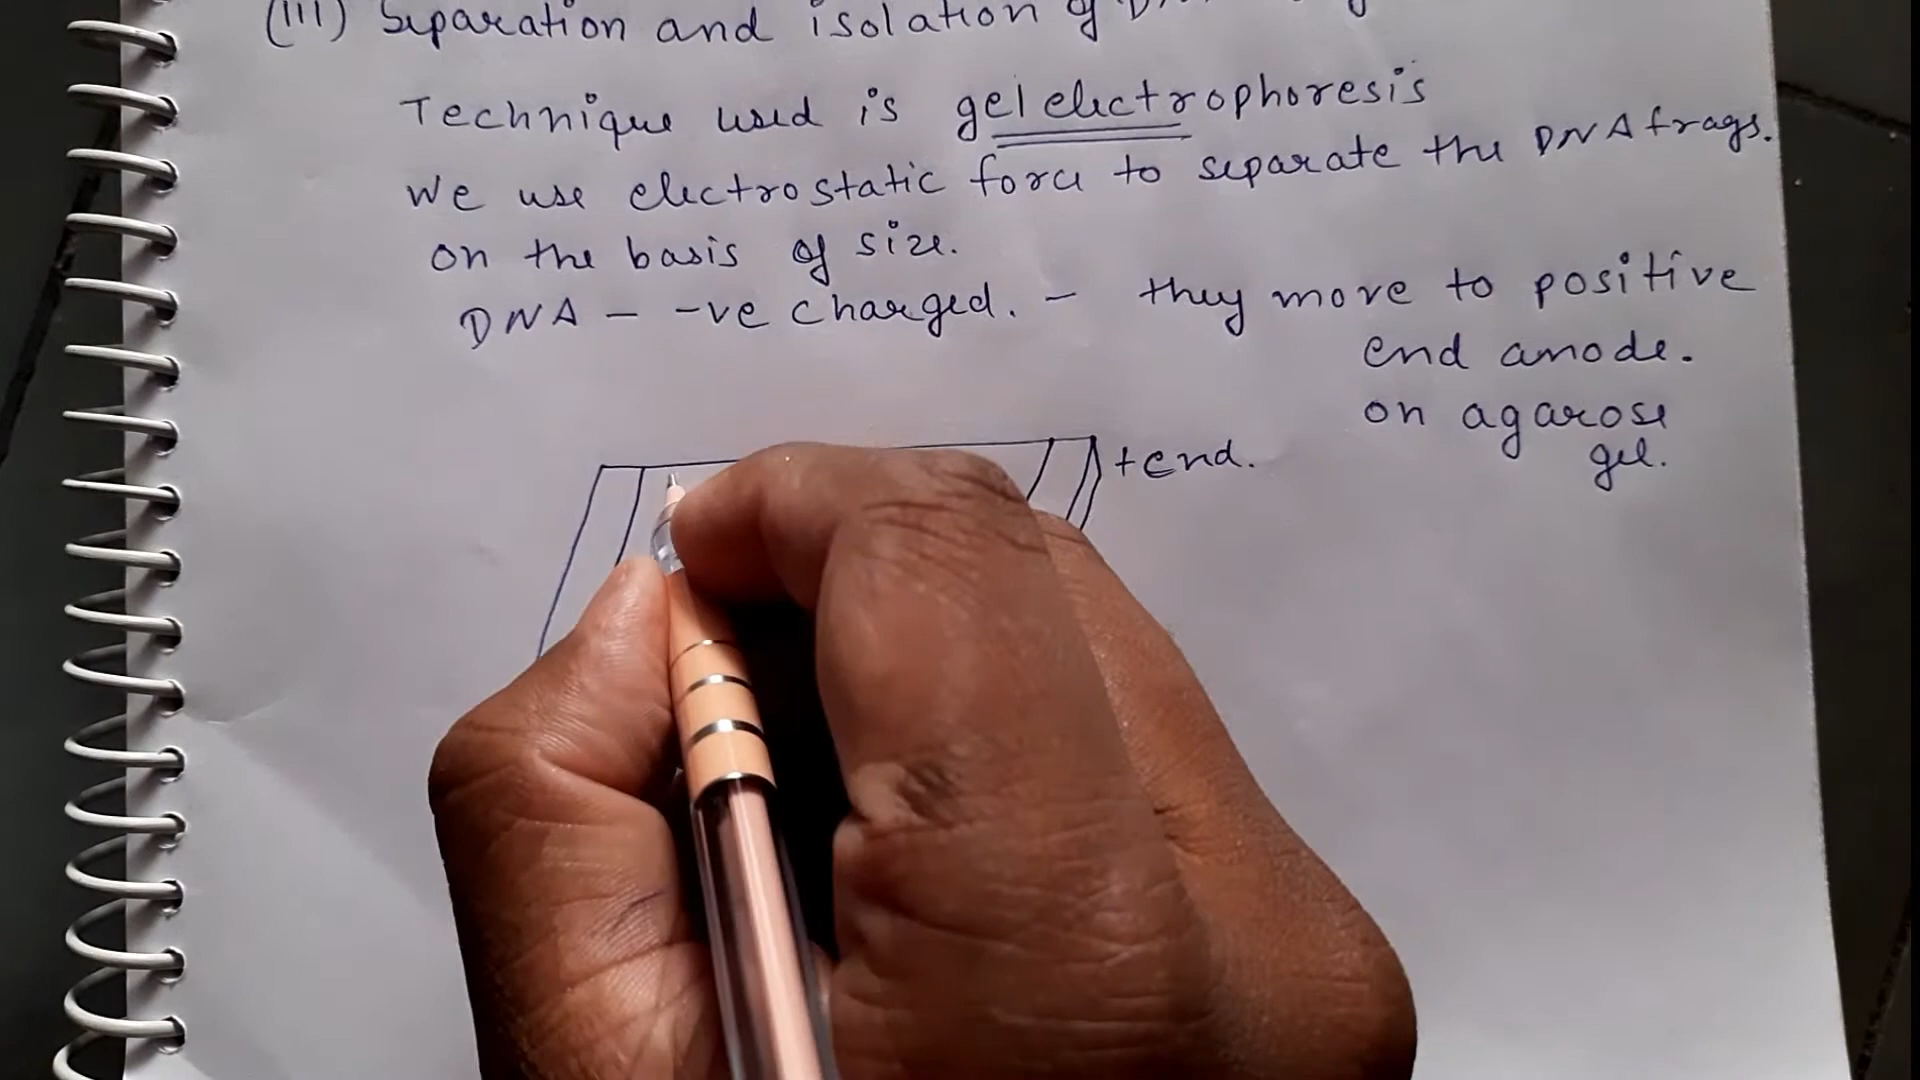 (III) Separation and isolation of DNA
Technique used is gel electrophoresis
We use electrostatic force to separate the DNA frags.
on the basis of size.
DNA – -ve charged. – they move to positive
end anode.
on agarose
gel.
+ end.